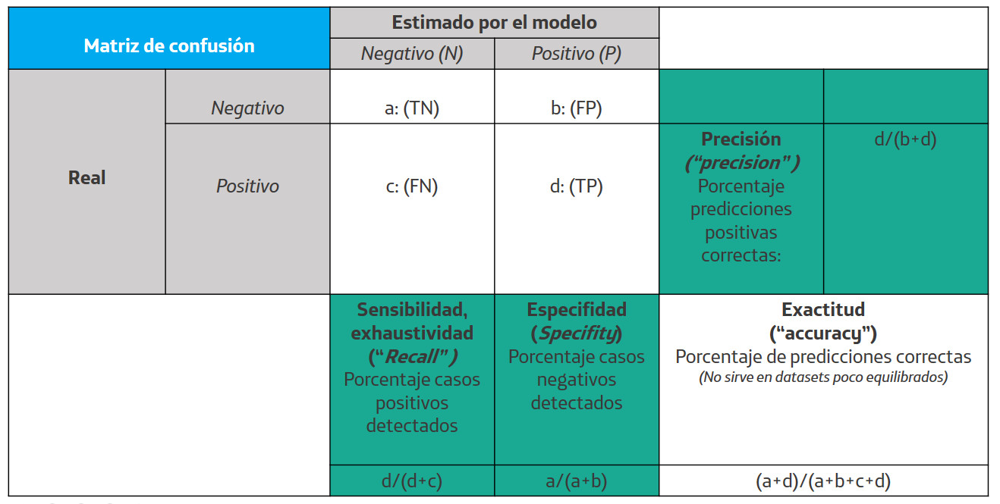 Matriz de confusión
Estimado por el modelo
Negativo (N)
Positivo (P)
Real
Negativo
a: (TN)
b: (FP)
Positivo
c: (FN)
d: (TP)
Precisión
(“precision”)
Porcentaje
predicciones
positivas
correctas:
d/(b+d)
Sensibilidad,
exhaustividad
(“Recall”)
Porcentaje casos
positivos
detectados
Especifidad
(Specifity)
Porcentaje casos
negativos
detectados
Exactitud
(“accuracy”)
Porcentaje de predicciones correctas
(No sirve en datasets poco equilibrados)
d/(d+c)
a/(a+b)
(a+d)/(a+b+c+d)